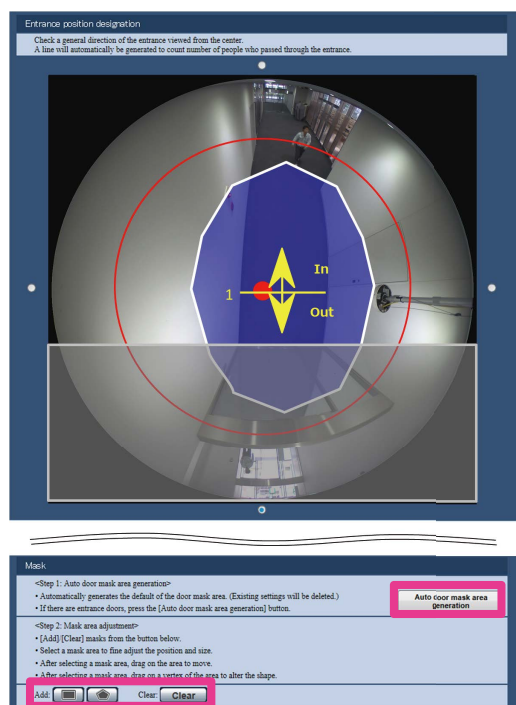 Entrance position designation
Check a general direction of the entrance viewed from the center.
A line will automatically be generated to count number of people who passed through the entrance.
In
1
Out
Mask
<Step 1: Auto door mask area generation>
• Automatically generates the default of the door mask area. (Existing settings will be deleted.)
• If there are entrance doors, press the [Auto door mask area generation] button.
Auto door mask area
generation
<Step 2: Mask area adjustment>
• [Add]/[Clear] masks from the button below.
• Select a mask area to fine adjust the position and size.
• After selecting a mask area, drag on the area to move.
• After selecting a mask area, drag on a vertex of the area to alter the shape.
Add: Clear: Clear